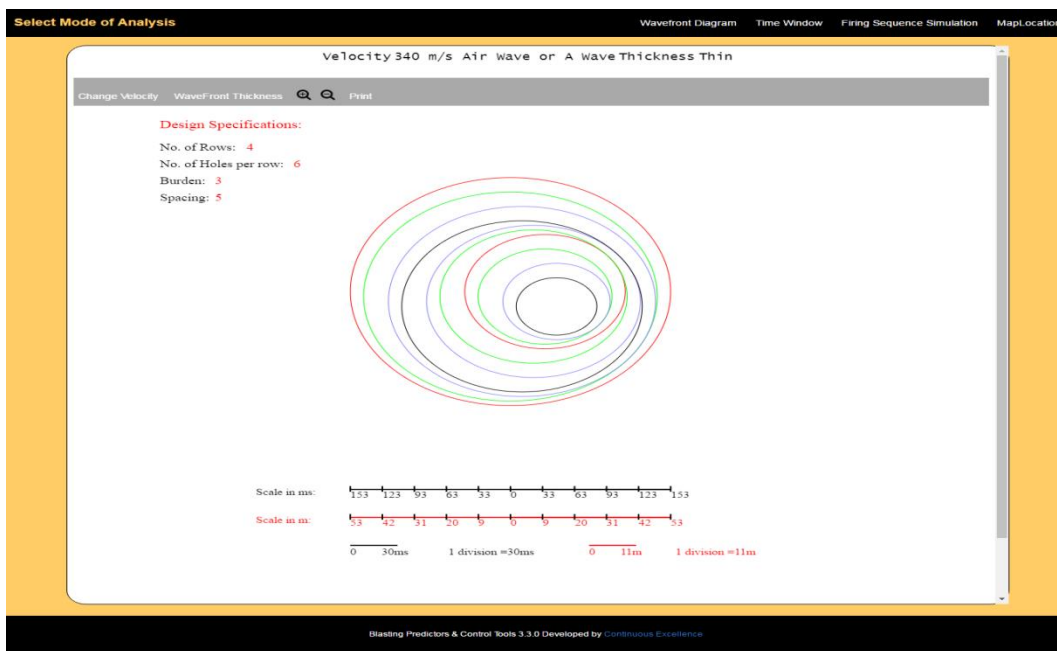 Select Mode of Analysis Wavefront Diagram Time Window Firing Sequence Simulation MapLocation
Velocity 340 m/s Air Wave or A Wave Thickness Thin
Change Velocity WaveFront Thickness Print
Design Specifications:
No. of Rows: 4
No. of Holes per row: 6
Burden: 3
Spacing: 5
Scale in ms: 153 123 93 63 33 0 33 63 93 123 153
Scale in m: 53 42 31 20 9 0 9 20 31 42 53
0 30ms 1 division =30ms 0 11m 1 division =11m
Blasting Predictors & Control Tools 3.3.0 Developed by Continuous Excellence